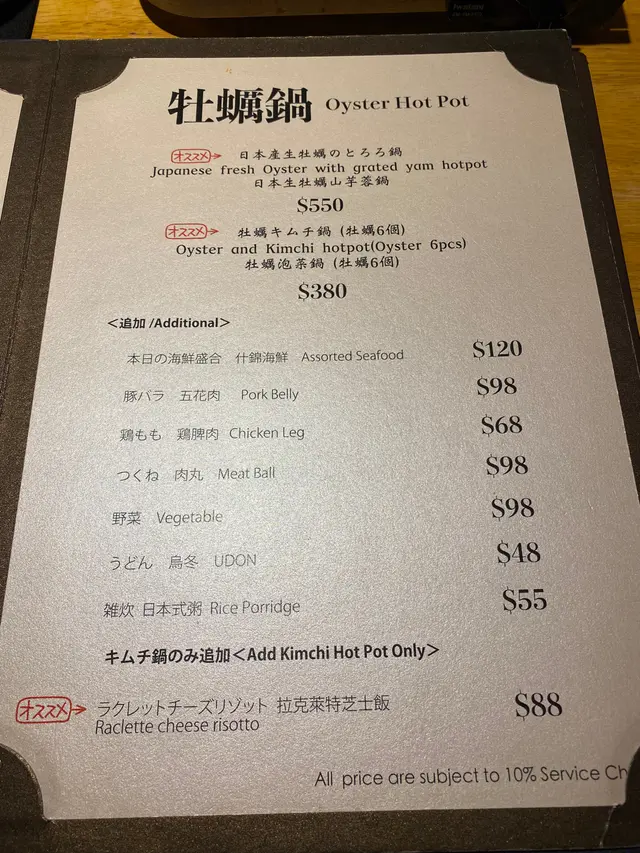 牡蠣鍋 Oyster Hot Pot
オススメ 日本産生牡蠣のとろろ鍋
Japanese fresh Oyster with grated yam hotpot
日本生牡蠣山芋蓉鍋
$550
オススメ 牡蠣キムチ鍋 (牡蠣6個)
Oyster and Kimchi hotpot(Oyster 6pcs)
牡蠣泡菜鍋 (牡蠣6個)
$380
＜追加 /Additional＞
本日の海鮮盛合 什錦海鮮 Assorted Seafood $120
豚バラ 五花肉 Pork Belly $98
鶏もも 鶏脾肉 Chicken Leg $68
つくね 肉丸 Meat Ball $98
野菜 Vegetable $98
うどん 烏冬 UDON $48
雑炊 日本式粥 Rice Porridge $55
キムチ鍋のみ追加＜Add Kimchi Hot Pot Only＞
オススメ ラクレットチーズリゾット 拉克萊特芝士飯 $88
Raclette cheese risotto
All price are subject to 10% Service Ch